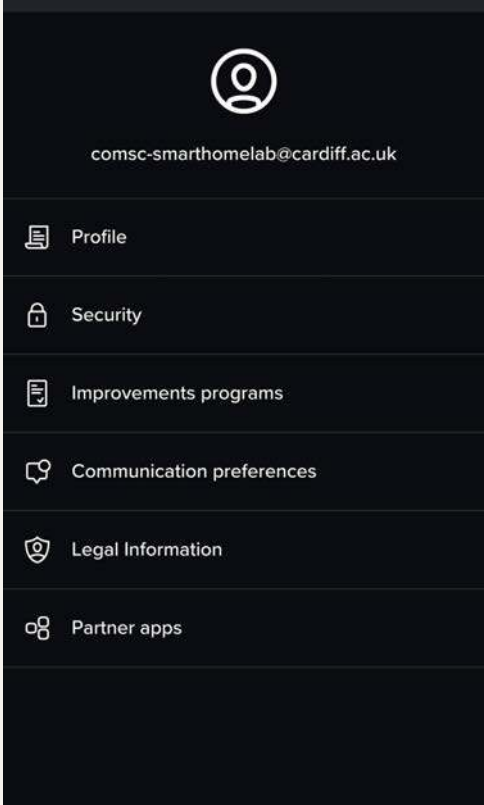 comsc-smarthomelab@cardiff.ac.uk
Profile
Security
Improvements programs
Communication preferences
Legal Information
Partner apps